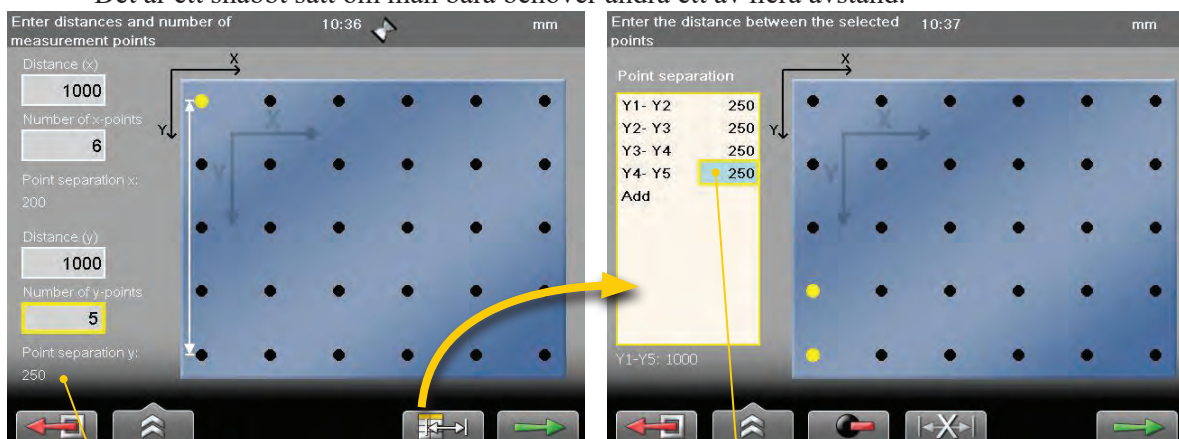 Det är ett snabbt sätt om man bara behöver ändra ett av flera avstånd.
Enter distances and number of
measurement points
10:36
mm
Distance (x)
1000
Number of x-points
6
Point separation x:
200
Distance (y)
1000
Number of y-points
5
Point separation y:
250
X
Y
X
Y
Enter the distance between the selected
points
10:37
mm
Point separation
Y1- Y2 250
Y2- Y3 250
Y3- Y4 250
Y4- Y5 250
Add
Y1-Y5: 1000
X
Y
X
Y